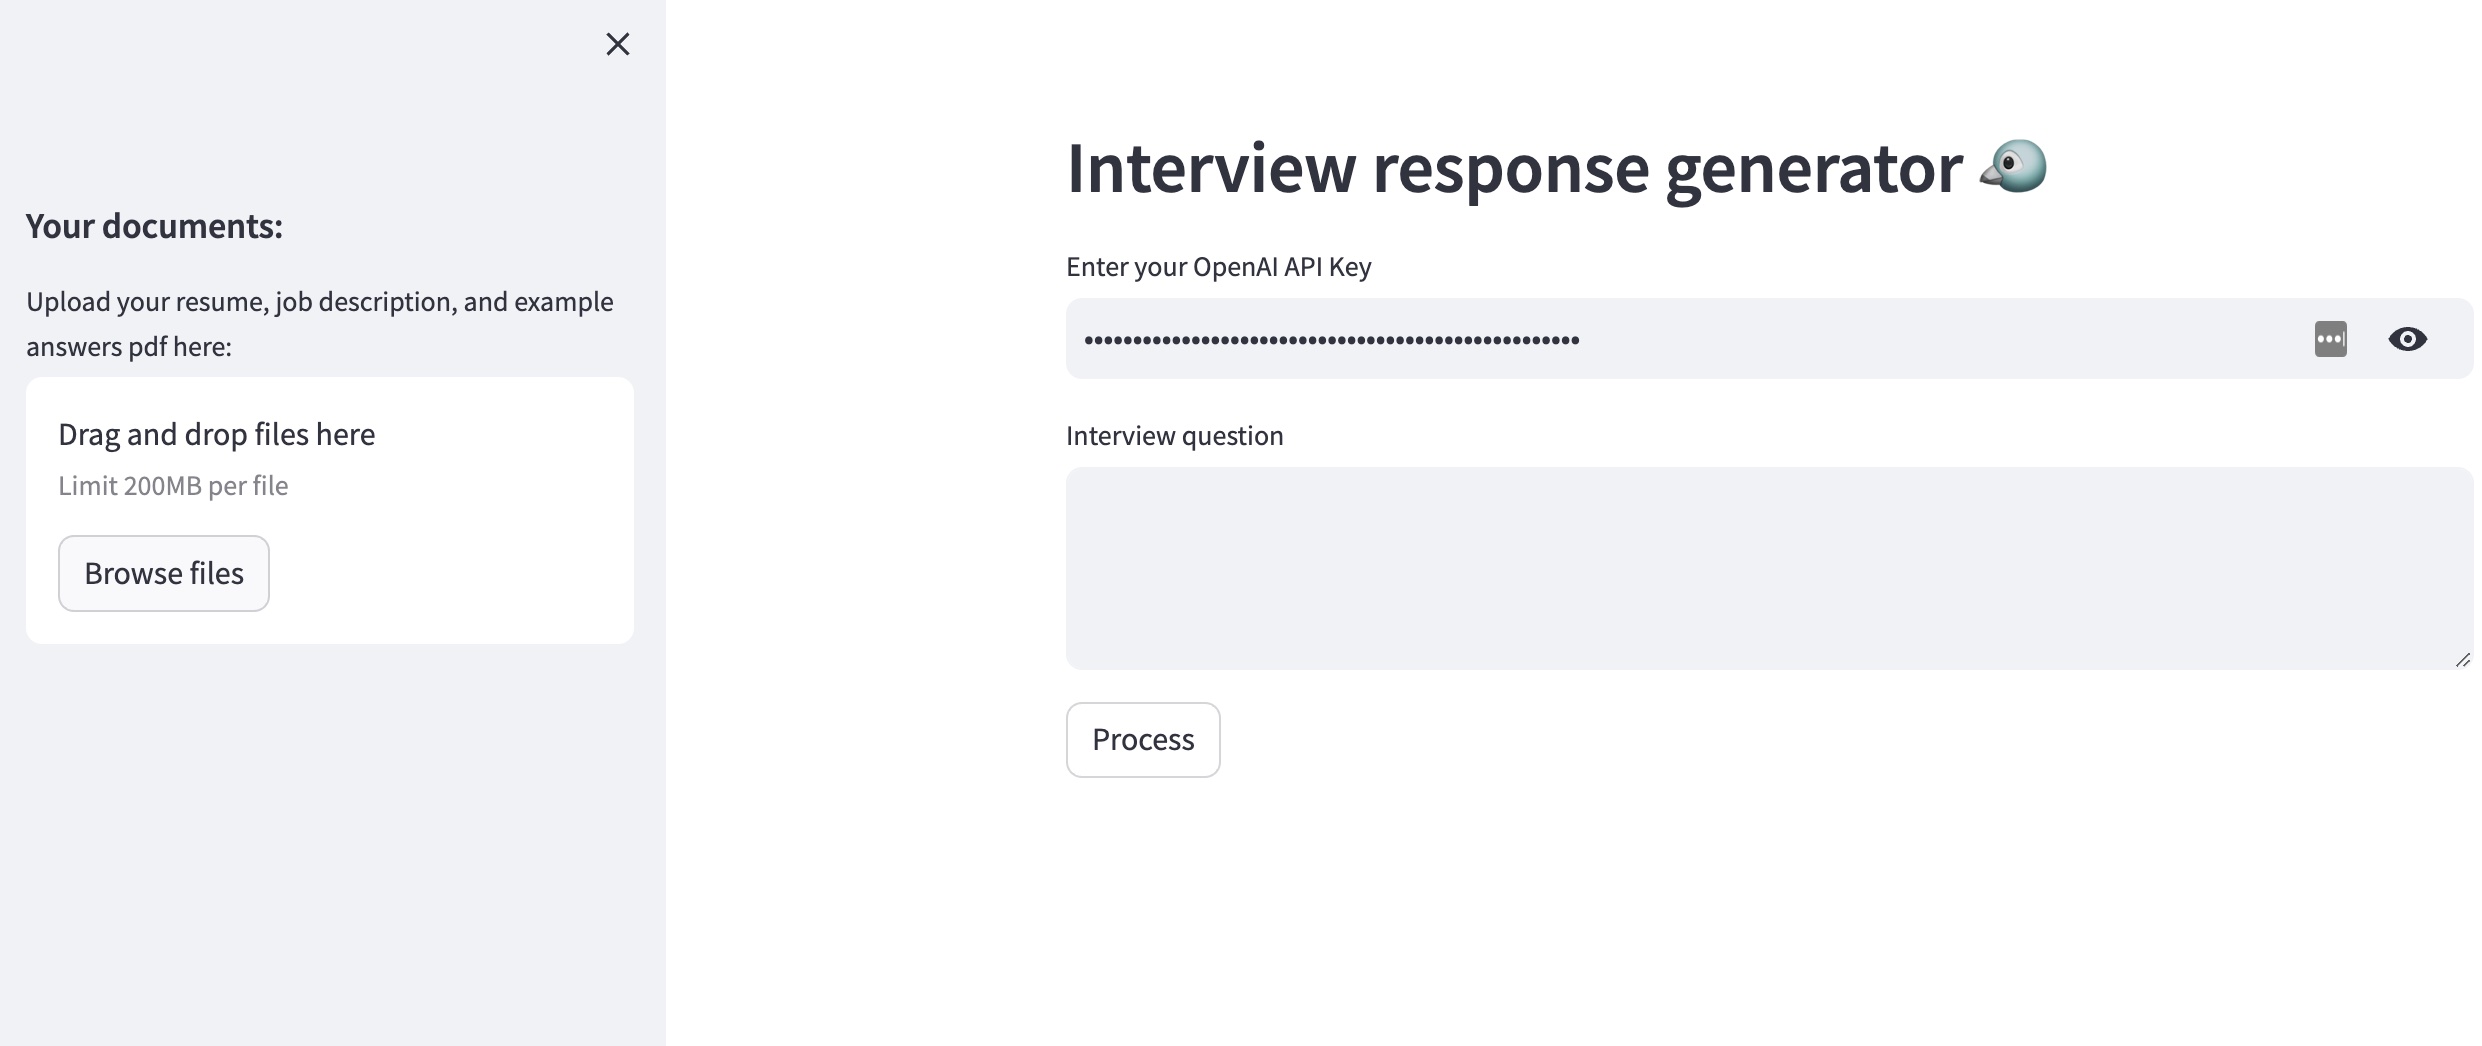 Your documents:
Upload your resume, job description, and example
answers pdf here:
Drag and drop files here
Limit 200MB per file
Browse files
Interview response generator 🐦
Enter your OpenAI API Key
•••••••••••••••••••••••••••••••••••••••••••••••••••
Interview question
Process